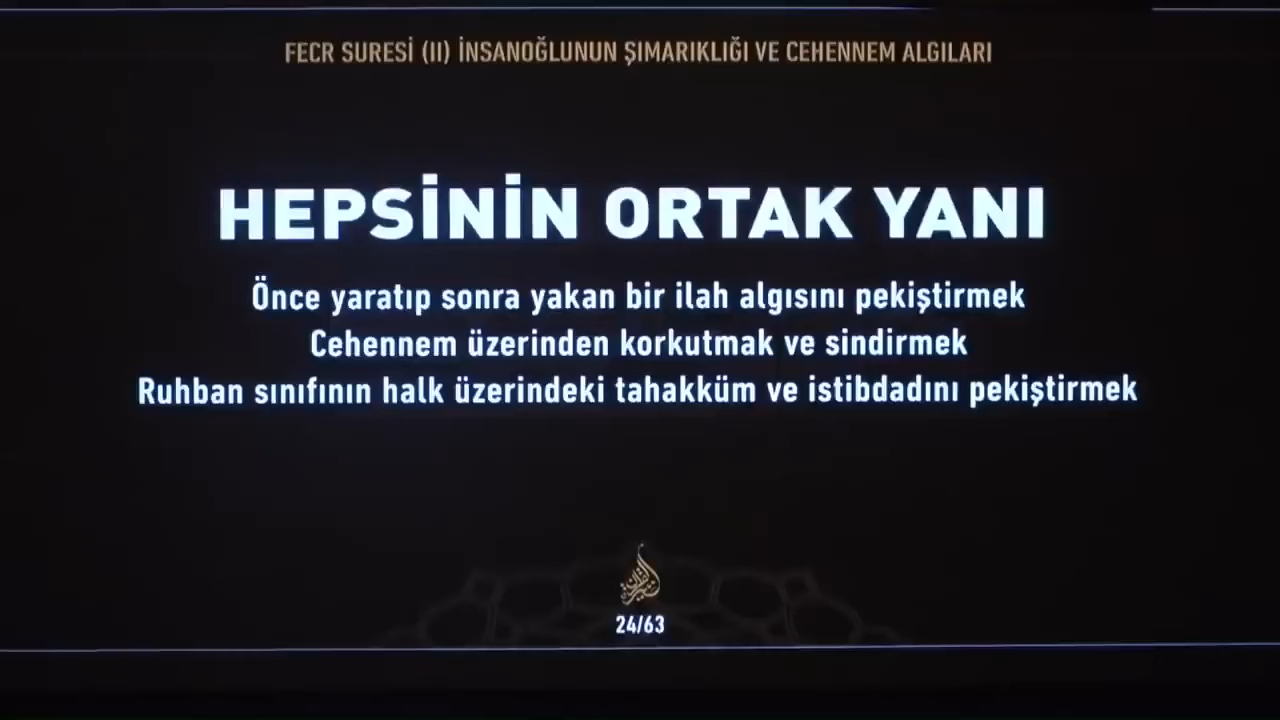 FECR SURESİ (II) İNSANOĞLUNUN ŞIMARIKLIĞI VE CEHENNEM ALGILARI
HEPSİNİN ORTAK YANI
Önce yaratıp sonra yakan bir ilah algısını pekiştirmek
Cehennem üzerinden korkutmak ve sindirmek
Ruhban sınıfının halk üzerindeki tahakküm ve istibdadını pekiştirmek
24/63